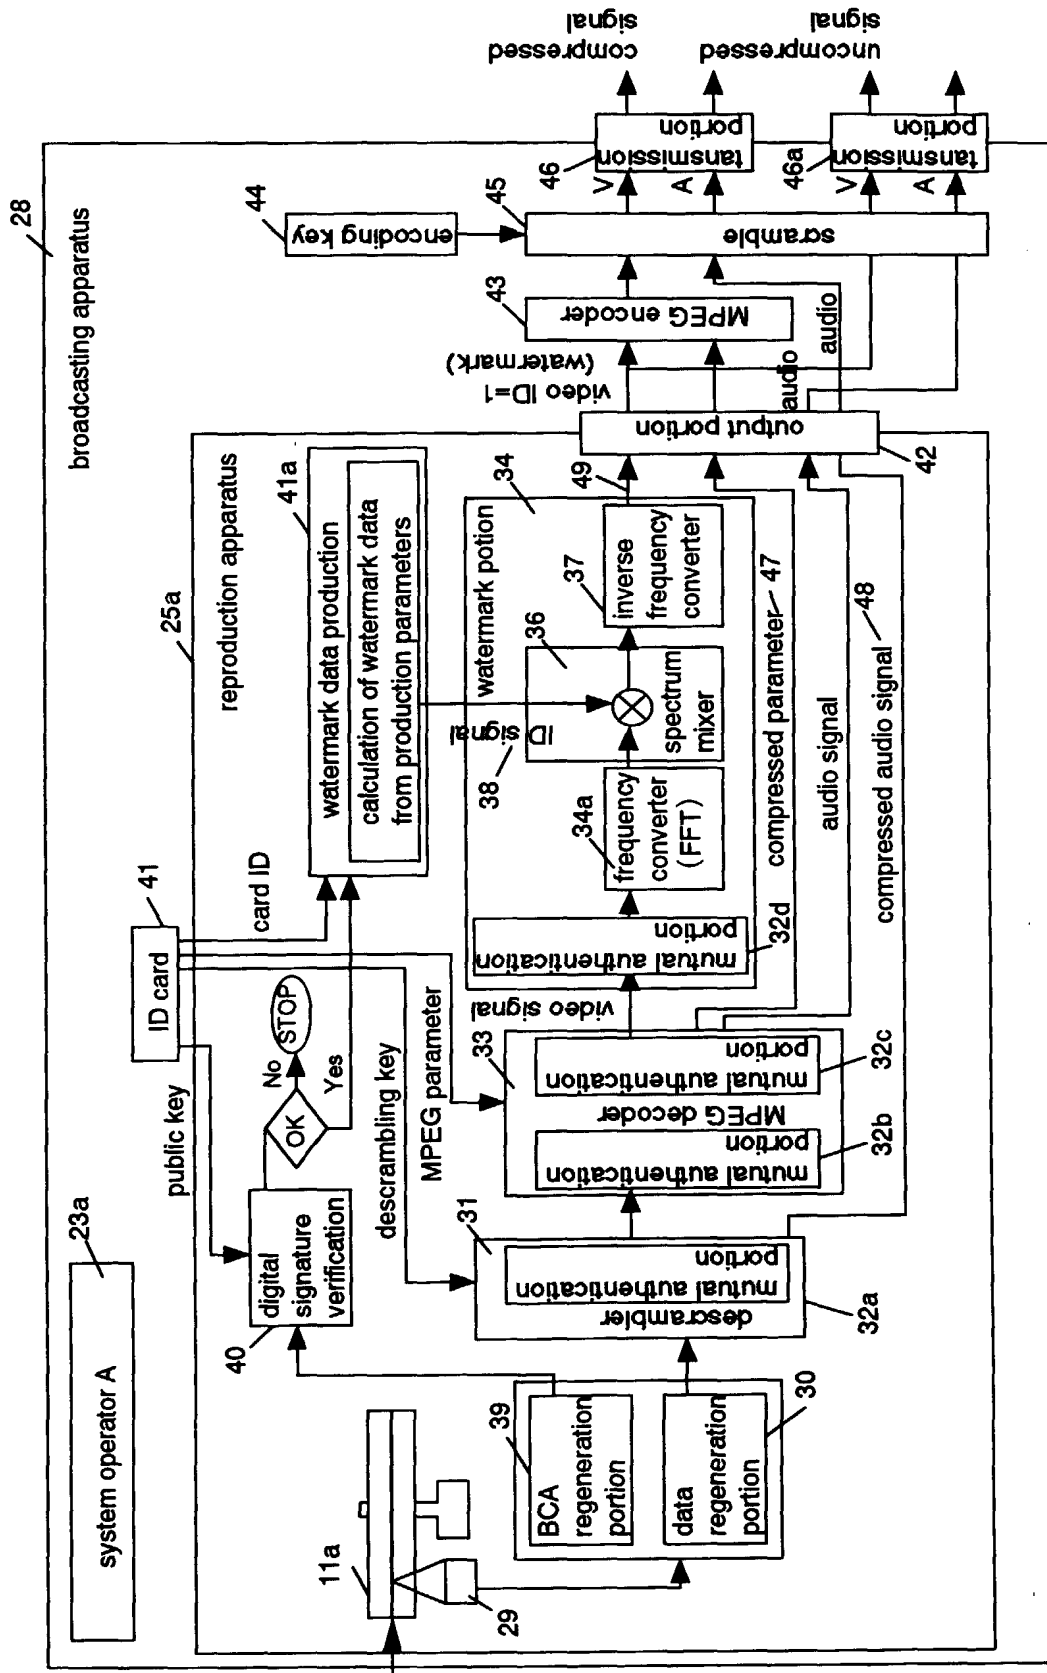 28
broadcasting apparatus
system operator A
23a
25a
reproduction apparatus
ID card
41
public key
card ID
descrambling key
MPEG parameter
digital
signature
verification
40
OK
No
Yes
STOP
watermark data production
41a
calculation of watermark data
from production parameters
11a
29
39
BCA
regeneration
portion
data
regeneration
portion
30
31
descrambler
mutual authentication
portion
32a
33
MPEG decoder
mutual authentication
portion
32b
mutual authentication
portion
32c
video signal
watermark potion
34
mutual authentication
portion
32d
34a
frequency
converter
(FFT)
ID signal
38
36
spectrum
mixer
37
inverse
frequency
converter
49
compressed parameter
47
audio signal
48
compressed audio signal
output portion
42
video ID=1
(watermark)
audio
audio
MPEG encoder
43
encoding key
44
scramble
45
V
A
46
tansmission
portion
V
A
46a
tansmission
portion
compressed
signal
uncompressed
signal